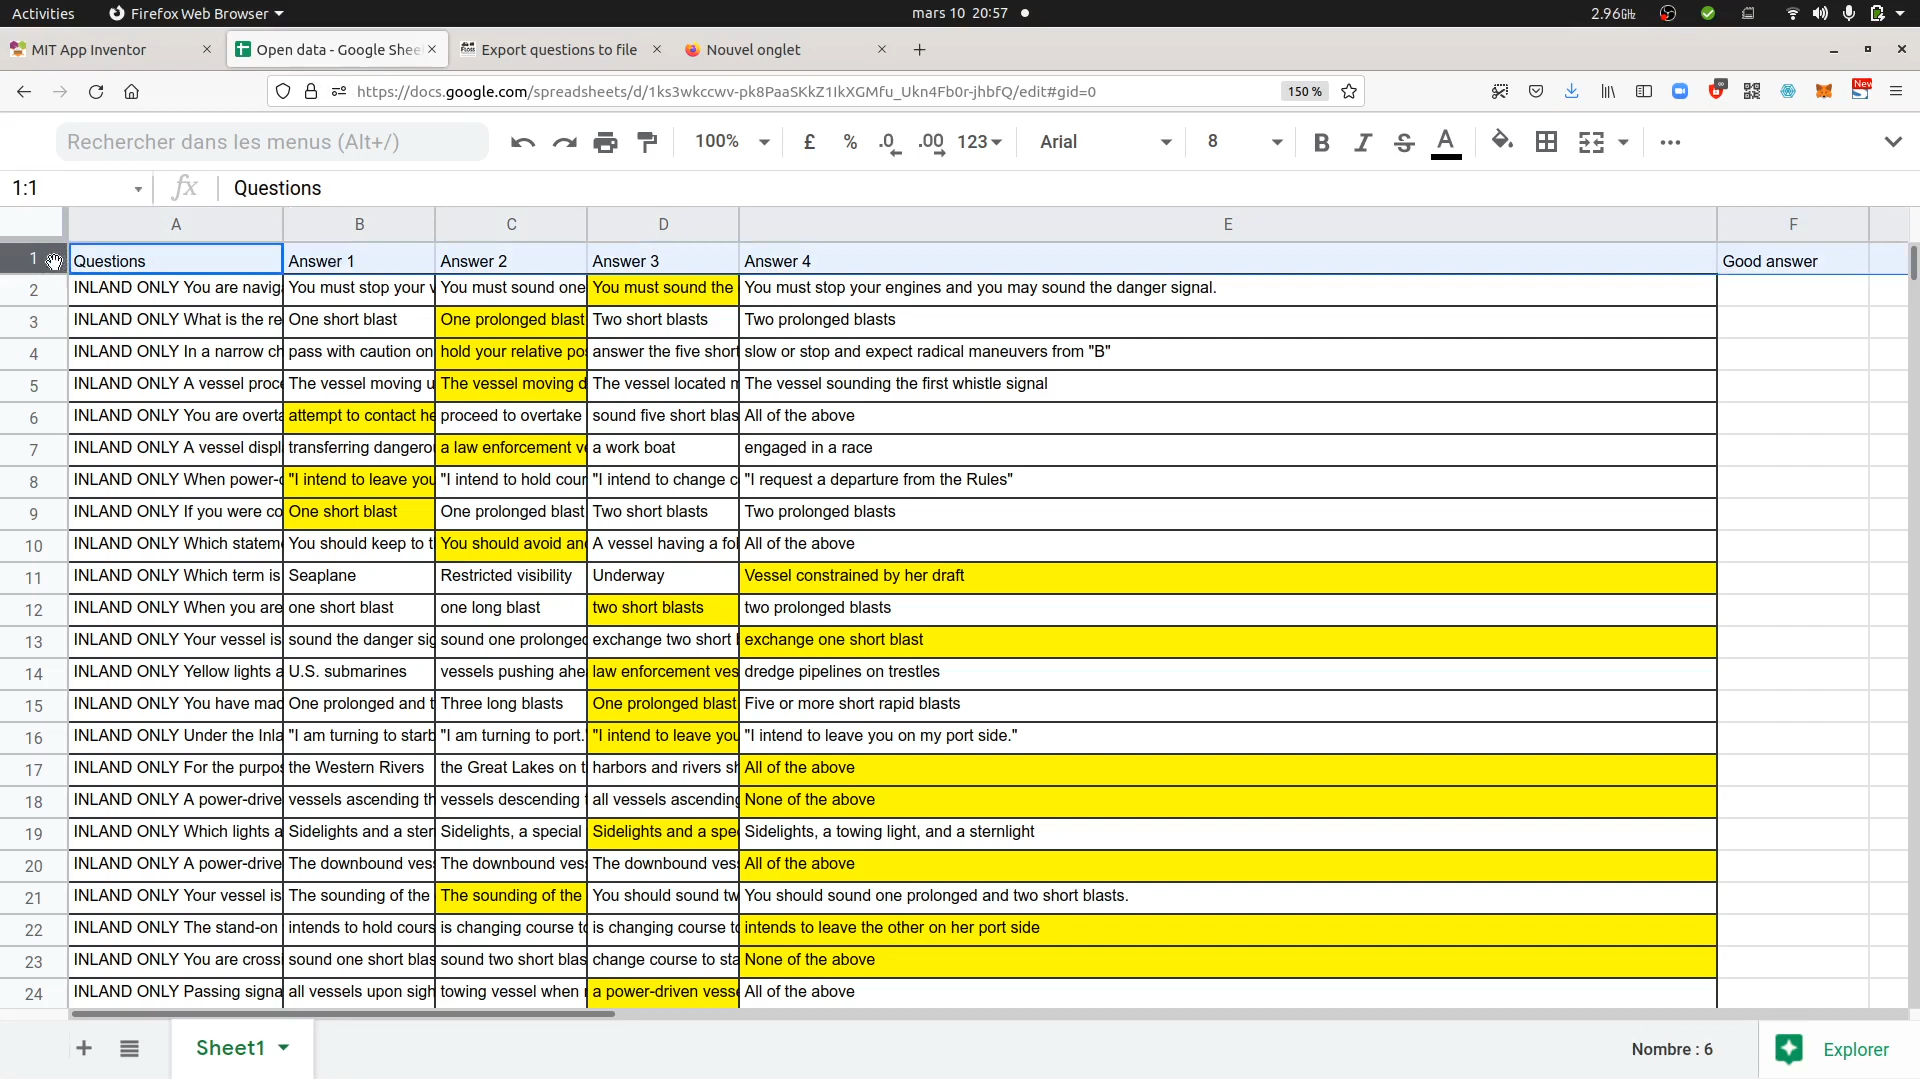 Activities Firefox Web Browser mars 10 20:57 2.96GHz
MIT App Inventor Open data - Google Shee Export questions to file Nouvel onglet
https://docs.google.com/spreadsheets/d/1ks3wkccwv-pk8PaaSKkZ1IkXGMfu_Ukn4Fb0r-jhbfQ/edit#gid=0 150 % New
Rechercher dans les menus (Alt+/) 100% £ % .0 .00 123 Arial 8 B I S A
1:1 fx Questions
A B C D E F
1 Questions Answer 1 Answer 2 Answer 3 Answer 4 Good answer
2 INLAND ONLY You are navig You must stop your v You must sound one You must sound the You must stop your engines and you may sound the danger signal.
3 INLAND ONLY What is the re One short blast One prolonged blast Two short blasts Two prolonged blasts
4 INLAND ONLY In a narrow ch pass with caution on hold your relative po answer the five short slow or stop and expect radical maneuvers from "B"
5 INLAND ONLY A vessel proc The vessel moving u The vessel moving d The vessel located m The vessel sounding the first whistle signal
6 INLAND ONLY You are overta attempt to contact he proceed to overtake sound five short blas All of the above
7 INLAND ONLY A vessel displ transferring dangero a law enforcement ve a work boat engaged in a race
8 INLAND ONLY When power-d "I intend to leave you "I intend to hold cour "I intend to change c "I request a departure from the Rules"
9 INLAND ONLY If you were co One short blast One prolonged blast Two short blasts Two prolonged blasts
10 INLAND ONLY Which statem You should keep to t You should avoid an A vessel having a fol All of the above
11 INLAND ONLY Which term is Seaplane Restricted visibility Underway Vessel constrained by her draft
12 INLAND ONLY When you are one short blast one long blast two short blasts two prolonged blasts
13 INLAND ONLY Your vessel is sound the danger sig sound one prolonged exchange two short exchange one short blast
14 INLAND ONLY Yellow lights a U.S. submarines vessels pushing ahe law enforcement ves dredge pipelines on trestles
15 INLAND ONLY You have mad One prolonged and t Three long blasts One prolonged blast Five or more short rapid blasts
16 INLAND ONLY Under the Inla "I am turning to starb "I am turning to port." "I intend to leave you "I intend to leave you on my port side."
17 INLAND ONLY For the purpos the Western Rivers the Great Lakes on t harbors and rivers sh All of the above
18 INLAND ONLY A power-drive vessels ascending th vessels descending all vessels ascending None of the above
19 INLAND ONLY Which lights a Sidelights and a ster Sidelights, a special Sidelights and a spe Sidelights, a towing light, and a sternlight
20 INLAND ONLY A power-drive The downbound ves The downbound ves The downbound ves All of the above
21 INLAND ONLY Your vessel is The sounding of the The sounding of the You should sound tw You should sound one prolonged and two short blasts.
22 INLAND ONLY The stand-on intends to hold cours is changing course to is changing course to intends to leave the other on her port side
23 INLAND ONLY You are cross sound one short blas sound two short blas change course to sta None of the above
24 INLAND ONLY Passing signa all vessels upon sigh towing vessel when a power-driven vesse All of the above
Sheet1 Nombre : 6 Explorer